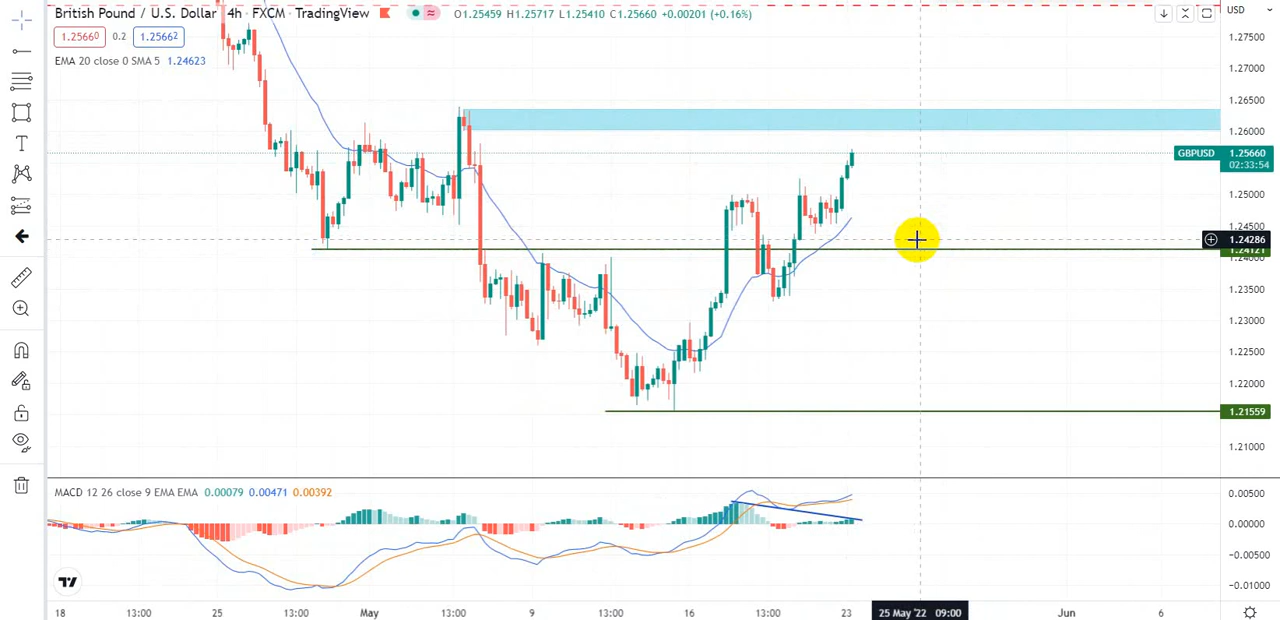 British Pound / U.S. Dollar · 4h · FXCM · TradingView
O1.25459 H1.25717 L1.25410 C1.25660 +0.00201 (+0.16%)
USD
1.25660 0.2 1.25662
EMA 20 close 0 SMA 5 1.24623
1.27500
1.27000
1.26500
1.26000
GBPUSD 1.25660
02:33:54
1.25000
1.24500
1.24286
1.24121
1.24000
1.23500
1.23000
1.22500
1.22000
1.21559
1.21000
MACD 12 26 close 9 EMA EMA 0.00079 0.00471 0.00392
0.00500
0.00000
-0.00500
-0.01000
18 13:00 25 13:00 May 13:00 9 13:00 16 13:00 23 25 May '22 09:00 Jun 6